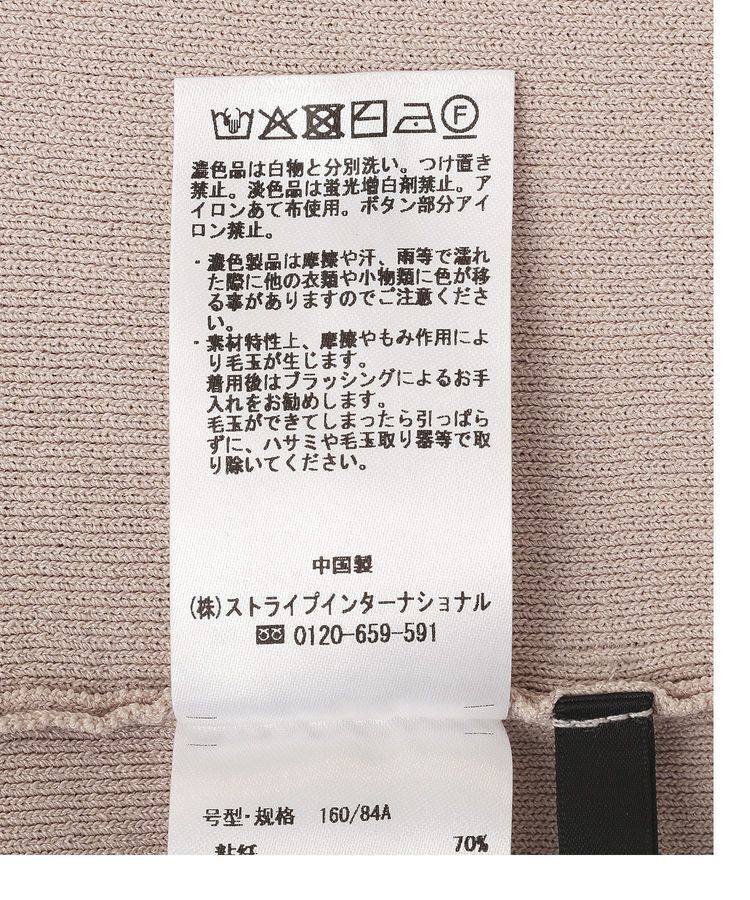 F
濃色品は白物と分別洗い。つけ置き
禁止。淡色品は蛍光増白剤禁止。ア
イロンあて布使用。ボタン部分アイ
ロン禁止。
・濃色製品は摩擦や汗、雨等で濡れ
た際に他の衣類や小物類に色が移
る事がありますのでご注意くださ
い。
・素材特性上、摩擦やもみ作用によ
り毛玉が生じます。
着用後はブラッシングによるお手
入れをお勧めします。
毛玉ができてしまったら引っぱら
ずに、ハサミや毛玉取り器等で取
り除いてください。
中国製
(株)ストライプインターナショナル
0120-659-591
号型·规格 160/84A
70%